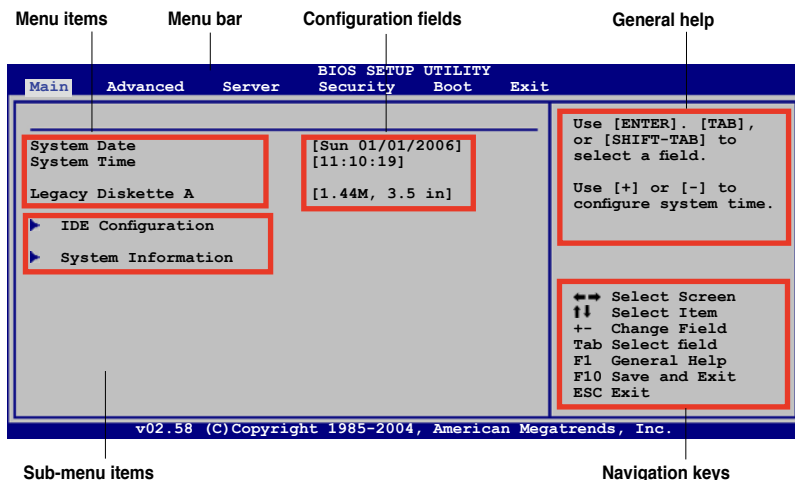 Menu items Menu bar Configuration fields General help
BIOS SETUP UTILITY
Main Advanced Server Security Boot Exit
System Date [Sun 01/01/2006]
System Time [11:10:19]
Legacy Diskette A [1.44M, 3.5 in]
IDE Configuration
System Information
Use [ENTER]. [TAB],
or [SHIFT-TAB] to
select a field.
Use [+] or [-] to
configure system time.
Select Screen
Select Item
+- Change Field
Tab Select field
F1 General Help
F10 Save and Exit
ESC Exit
v02.58 (C)Copyright 1985-2004, American Megatrends, Inc.
Sub-menu items Navigation keys